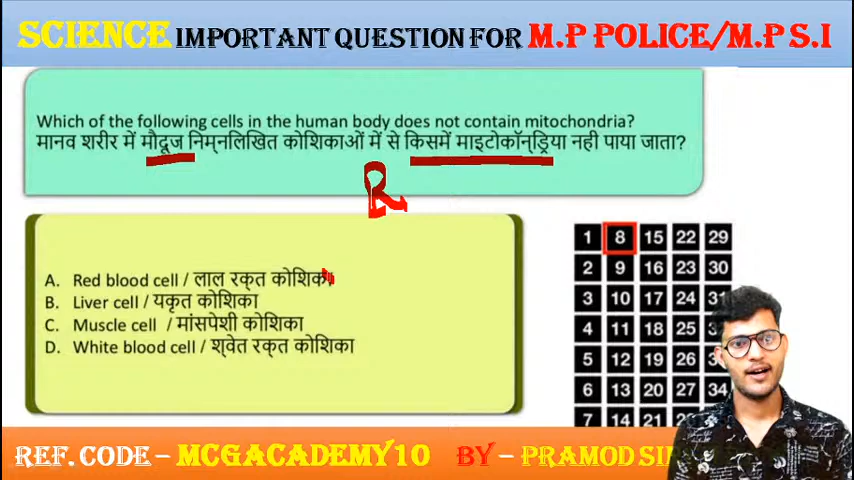 SCIENCE IMPORTANT QUESTION FOR M.P POLICE/M.P S.I
Which of the following cells in the human body does not contain mitochondria?
मानव शरीर में मौदूज निम्नलिखित कोशिकाओं में से किसमें माइटोकॉन्ड्रिया नही पाया जाता?
R
A. Red blood cell / लाल रक्त कोशिका
B. Liver cell / यकृत कोशिका
C. Muscle cell / मांसपेशी कोशिका
D. White blood cell / श्वेत रक्त कोशिका
1 8 15 22 29
2 9 16 23 30
3 10 17 24 31
4 11 18 25
5 12 19 26
6 13 20 27 34
7 14 21
REF. CODE - MCGACADEMY10 BY - PRAMOD